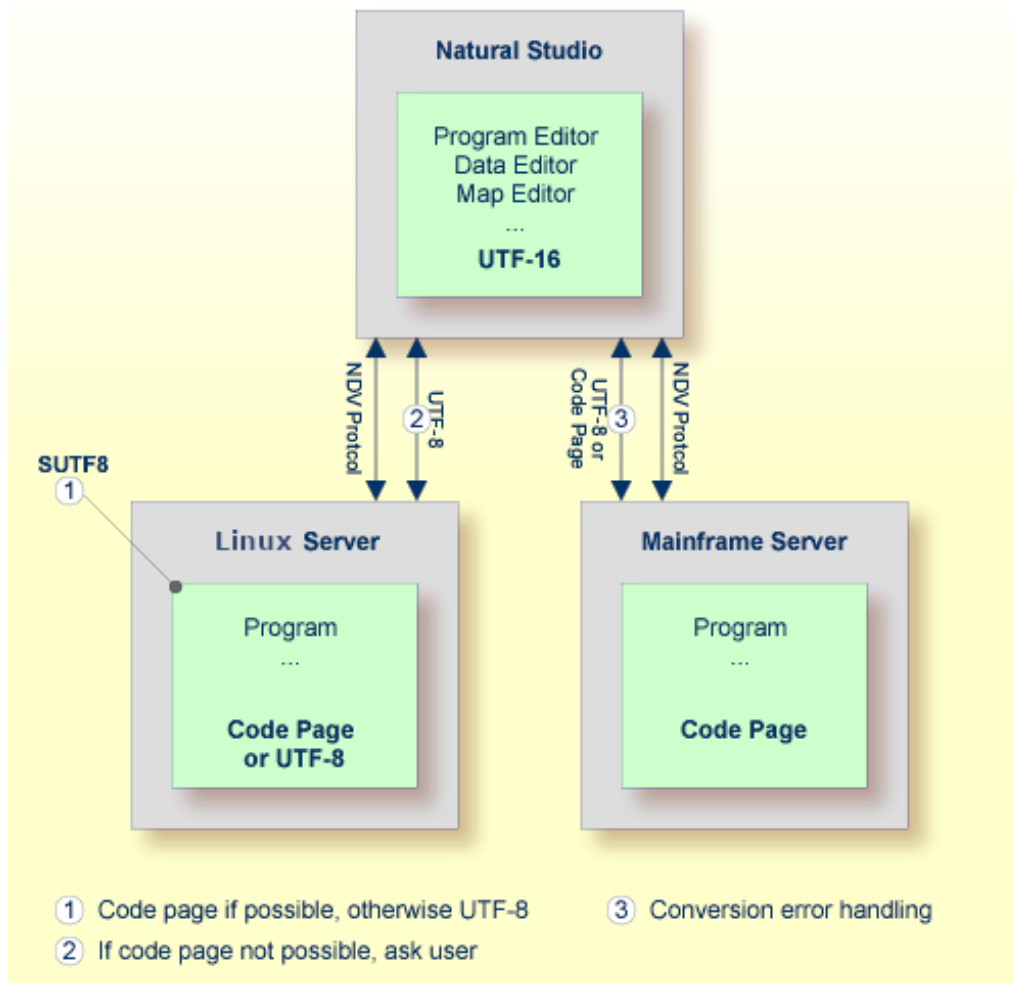 Natural Studio
Program Editor
Data Editor
Map Editor
...
UTF-16
NDV Protcol
2
UTF-8
UTF-8 or
Code Page
3
NDV Protcol
SUTF8
1
Linux Server
Program
...
Code Page
or UTF-8
Mainframe Server
Program
...
Code Page
1 Code page if possible, otherwise UTF-8
2 If code page not possible, ask user
3 Conversion error handling